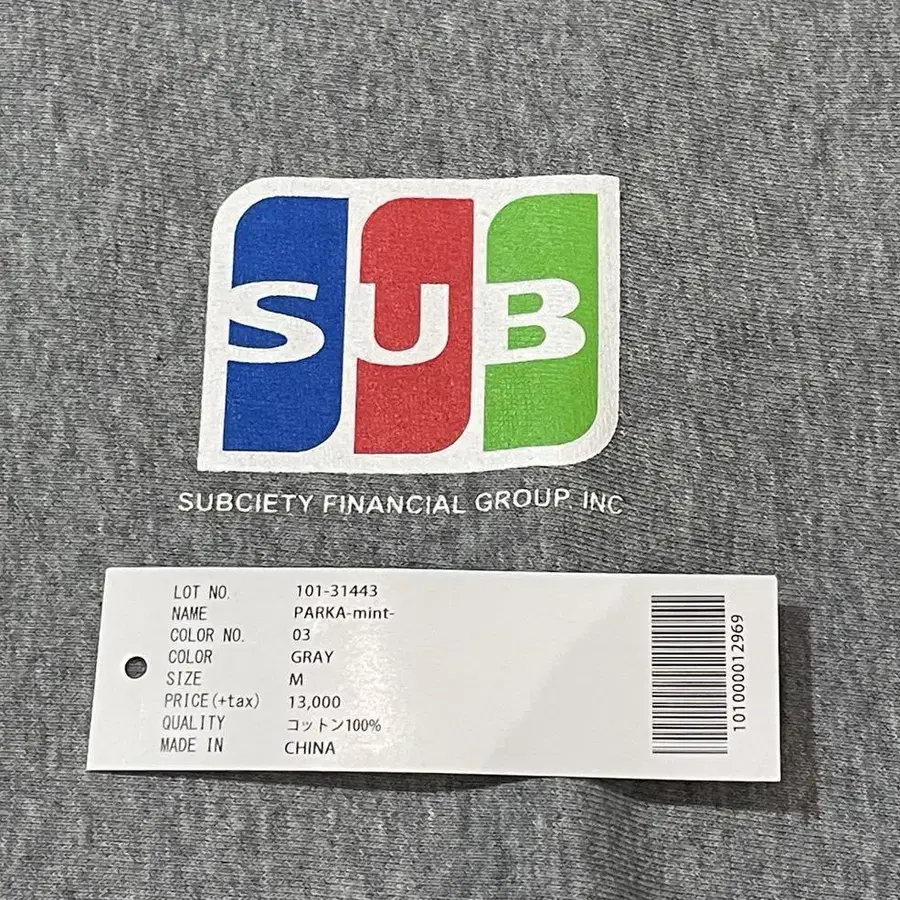 SUB
SUBCIETY FINANCIAL GROUP. INC
LOT NO. 101-31443
NAME PARKA-mint-
COLOR NO. 03
COLOR GRAY
SIZE M
PRICE(+tax) 13,000
QUALITY コットン100%
MADE IN CHINA
1010000012969